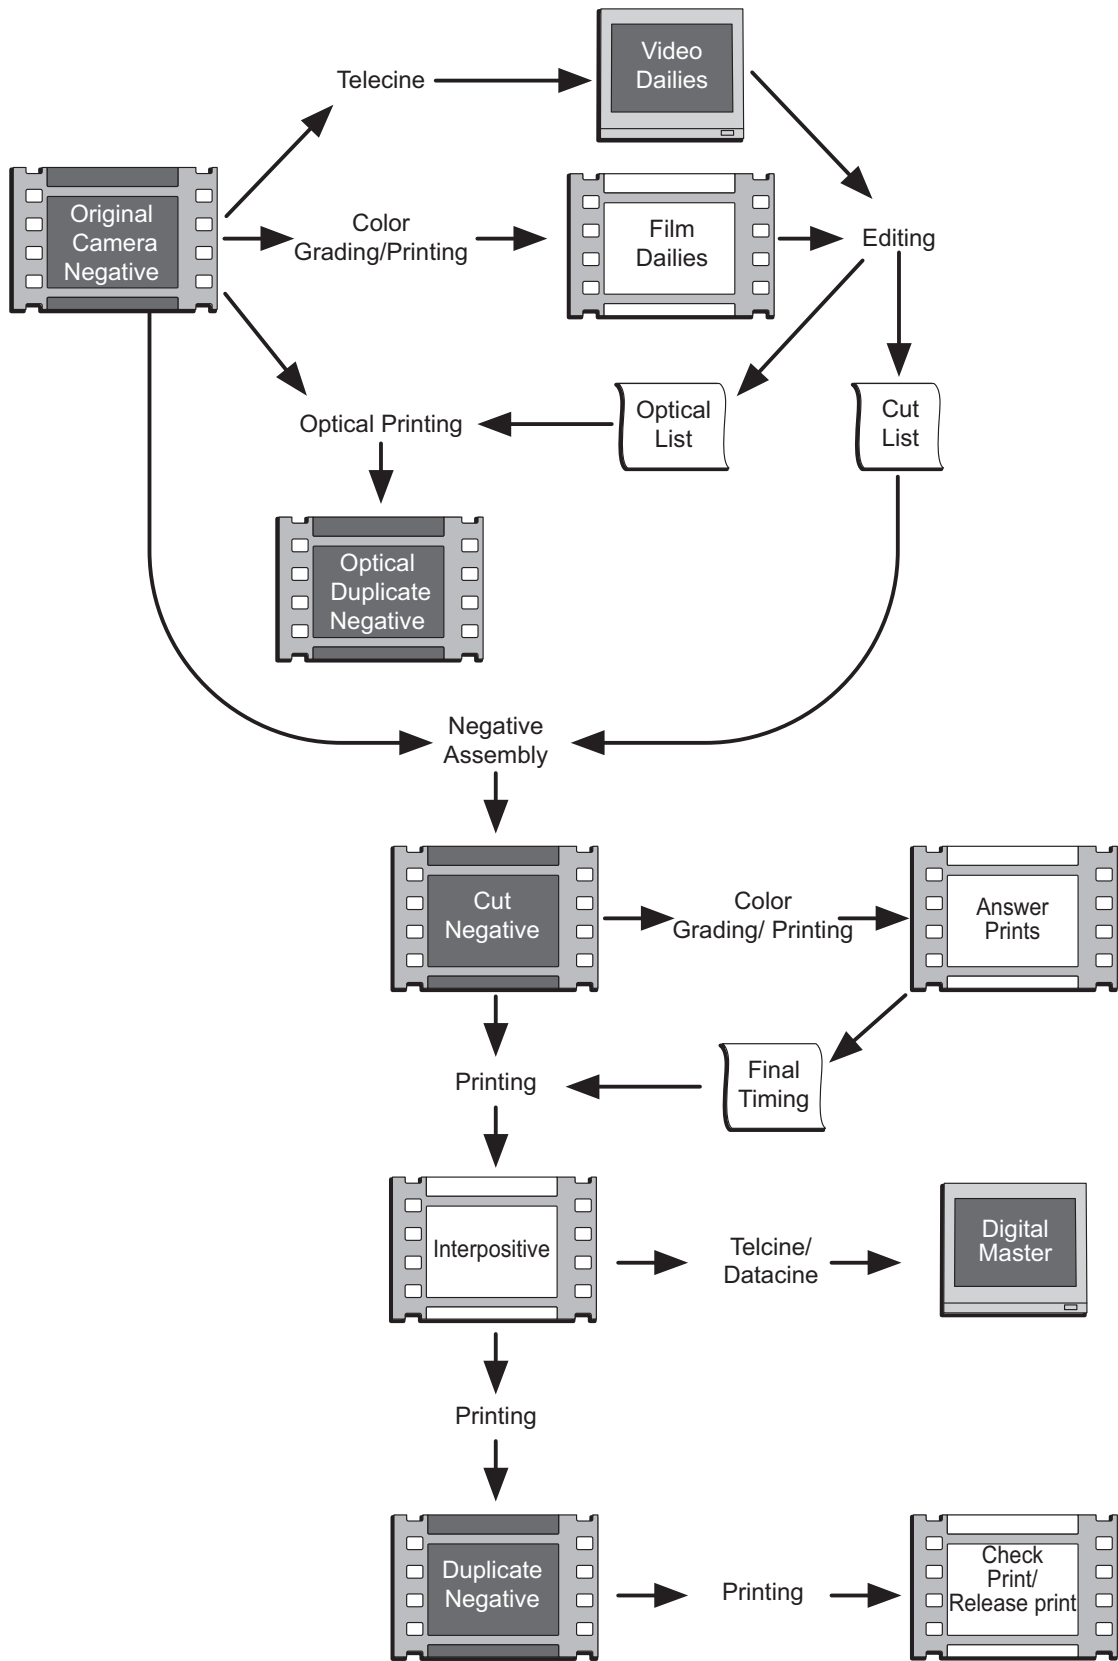 Video
Dailies
Telecine
Original
Camera
Negative
Color
Grading/Printing
Film
Dailies
Editing
Optical Printing
Optical
List
Cut
List
Optical
Duplicate
Negative
Negative
Assembly
Cut
Negative
Color
Grading/ Printing
Answer
Prints
Printing
Final
Timing
Interpositive
Telcine/
Datacine
Digital
Master
Printing
Duplicate
Negative
Printing
Check
Print/
Release print